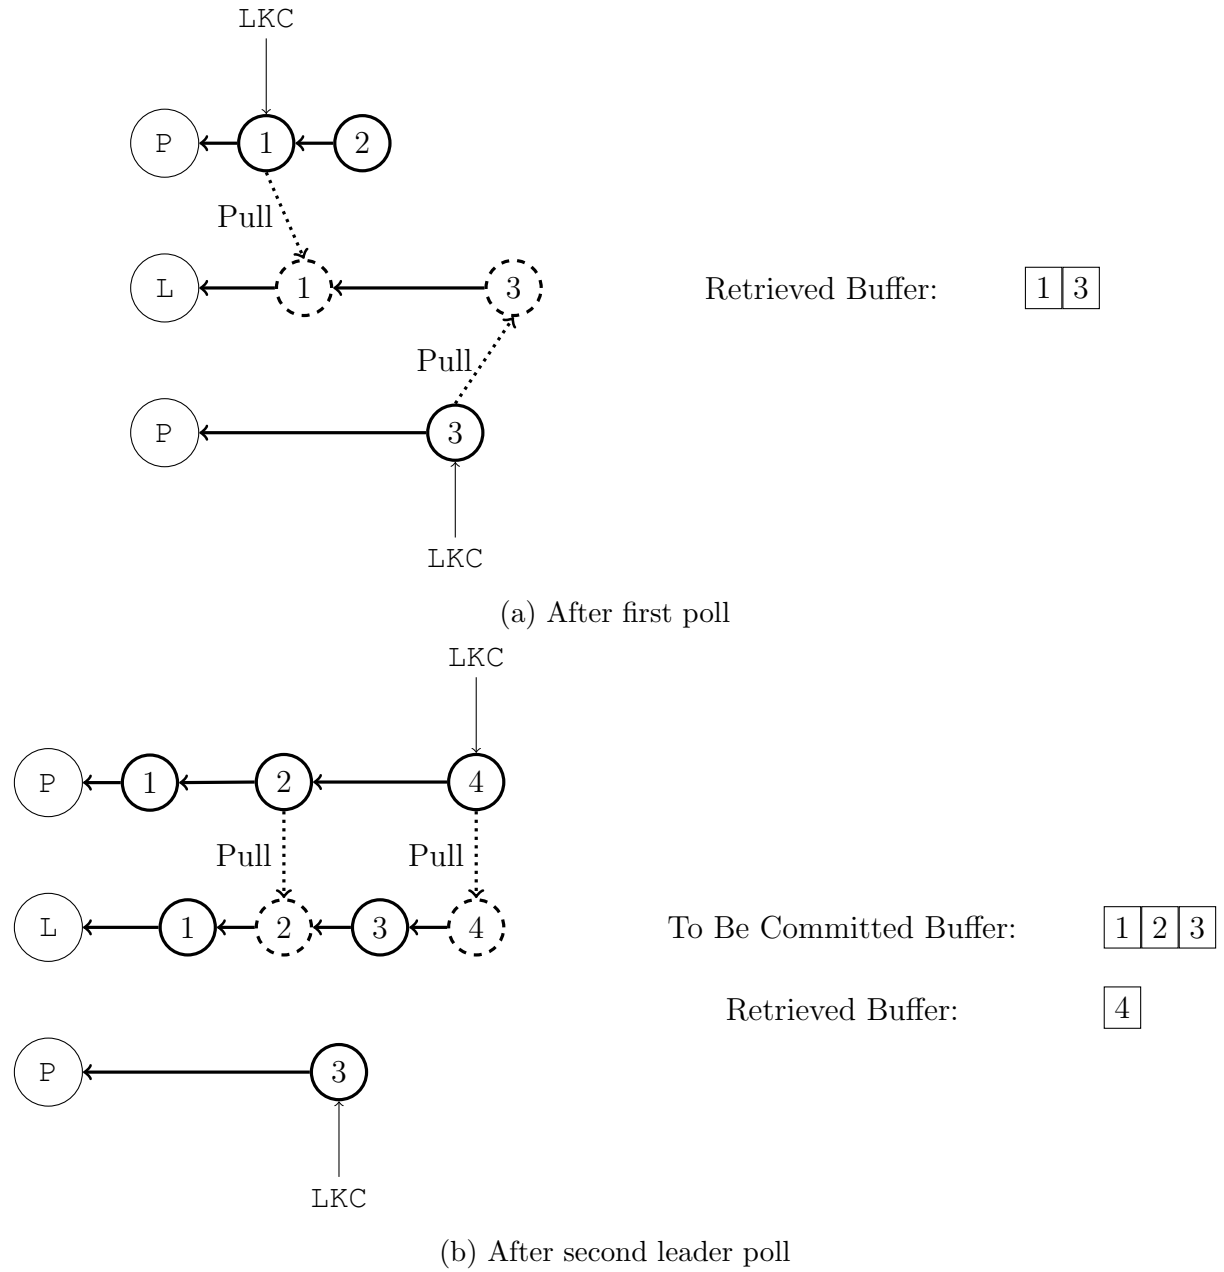 LKC
P 1 2
Pull
L 1 3 Retrieved Buffer: 1 3
Pull
P 3
LKC
(a) After first poll
LKC
P 1 2 4
Pull Pull
L 1 2 3 4 To Be Committed Buffer: 1 2 3
Retrieved Buffer: 4
P 3
LKC
(b) After second leader poll